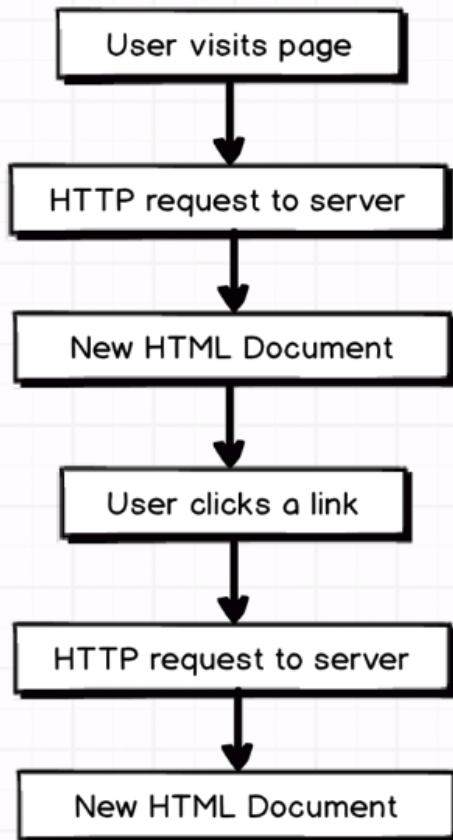 User visits page
HTTP request to server
New HTML Document
User clicks a link
HTTP request to server
New HTML Document